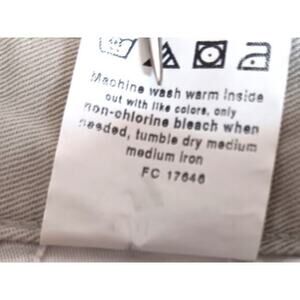 Machine wash warm inside
out with like colors, only
non-chlorine bleach when
needed, tumble dry medium
medium iron
FC 17646